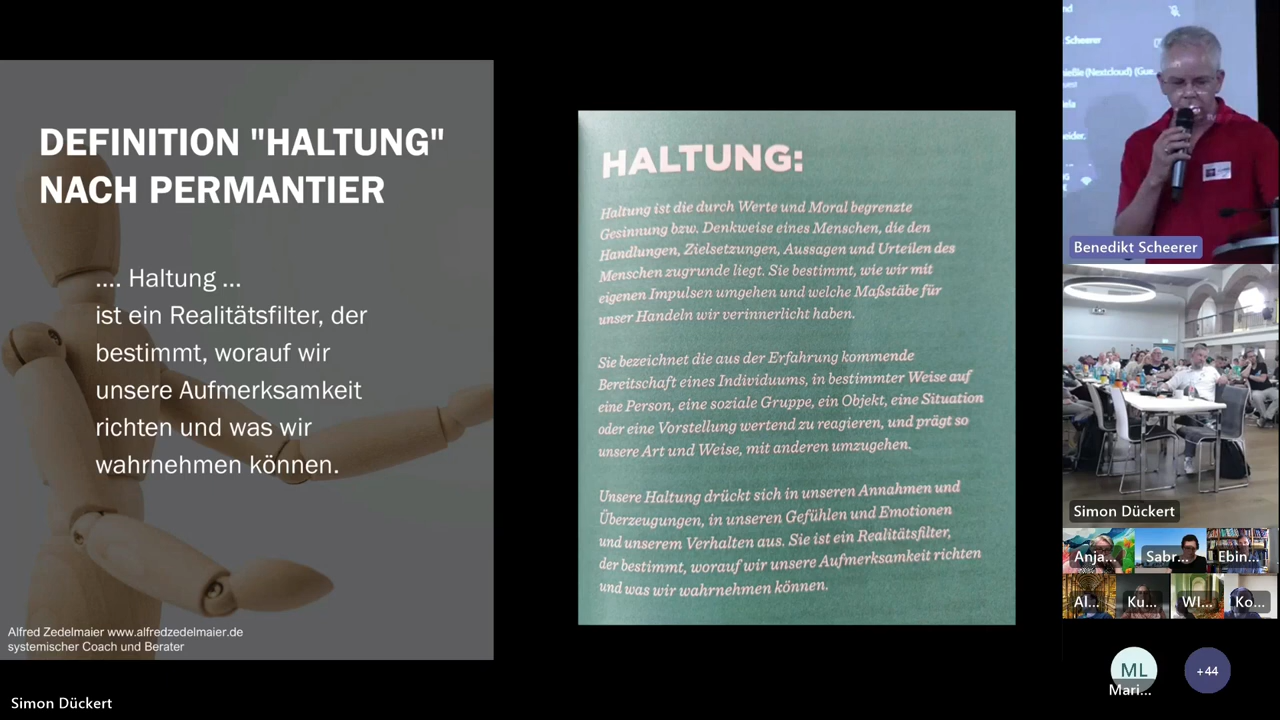 DEFINITION "HALTUNG"
NACH PERMANTIER
.... Haltung ...
ist ein Realitätsfilter, der
bestimmt, worauf wir
unsere Aufmerksamkeit
richten und was wir
wahrnehmen können.
Alfred Zedelmaier www.alfredzedelmaier.de
systemischer Coach und Berater
HALTUNG:
Haltung ist die durch Werte und Moral begrenzte
Gesinnung bzw. Denkweise eines Menschen, die den
Handlungen, Zielsetzungen, Aussagen und Urteilen des
Menschen zugrunde liegt. Sie bestimmt, wie wir mit
eigenen Impulsen umgehen und welche Maßstäbe für
unser Handeln wir verinnerlicht haben.
Sie bezeichnet die aus der Erfahrung kommende
Bereitschaft eines Individuums, in bestimmter Weise auf
eine Person, eine soziale Gruppe, ein Objekt, eine Situation
oder eine Vorstellung wertend zu reagieren, und prägt so
unsere Art und Weise, mit anderen umzugehen.
Unsere Haltung drückt sich in unseren Annahmen und
Überzeugungen, in unseren Gefühlen und Emotionen
und unserem Verhalten aus. Sie ist ein Realitätsfilter,
der bestimmt, worauf wir unsere Aufmerksamkeit richten
und was wir wahrnehmen können.
Scheerer
(Nextcloud) (Gue...
Benedikt Scheerer
Simon Dückert
Anja...
Sabr...
Ebin...
Al...
Ku...
WI...
Ko...
ML
Mari...
+44
Simon Dückert